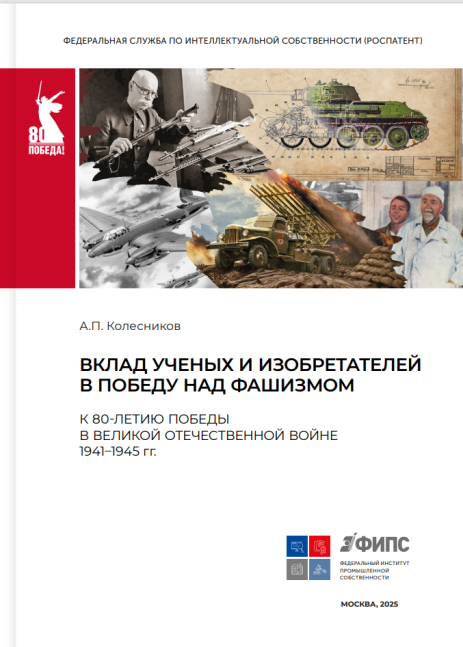 ФЕДЕРАЛЬНАЯ СЛУЖБА ПО ИНТЕЛЛЕКТУАЛЬНОЙ СОБСТВЕННОСТИ (РОСПАТЕНТ)
80
ПОБЕДА!
А.П. Колесников
ВКЛАД УЧЕНЫХ И ИЗОБРЕТАТЕЛЕЙ
В ПОБЕДУ НАД ФАШИЗМОМ
К 80-ЛЕТИЮ ПОБЕДЫ
В ВЕЛИКОЙ ОТЕЧЕСТВЕННОЙ ВОЙНЕ
1941–1945 гг.
ФИПС
ФЕДЕРАЛЬНЫЙ ИНСТИТУТ
ПРОМЫШЛЕННОЙ
СОБСТВЕННОСТИ
МОСКВА, 2025